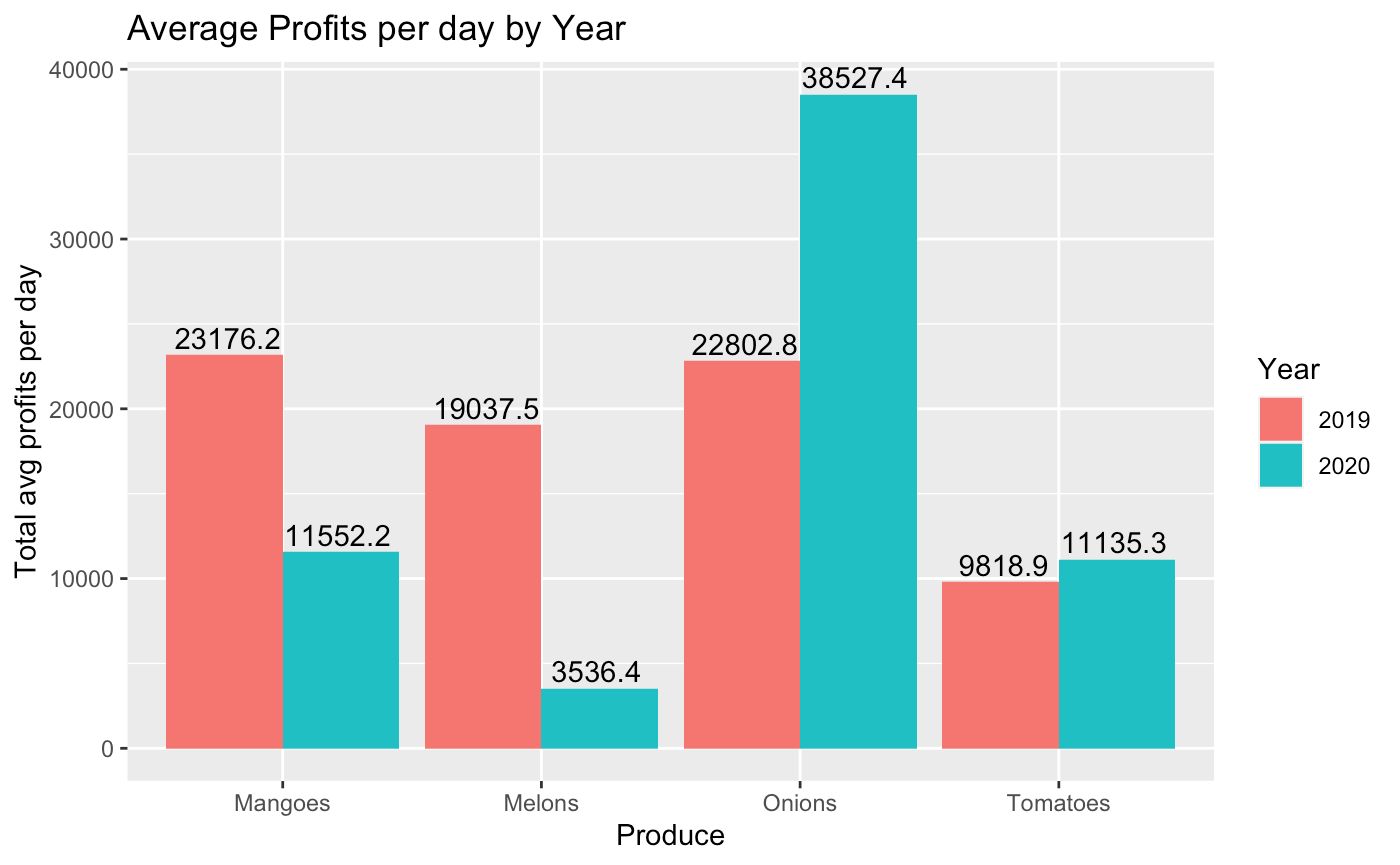 Average Profits per day by Year
Total avg profits per day
40000
30000
20000
10000
0
23176.2
11552.2
19037.5
3536.4
22802.8
38527.4
9818.9
11135.3
Mangoes
Melons
Onions
Tomatoes
Produce
Year
2019
2020